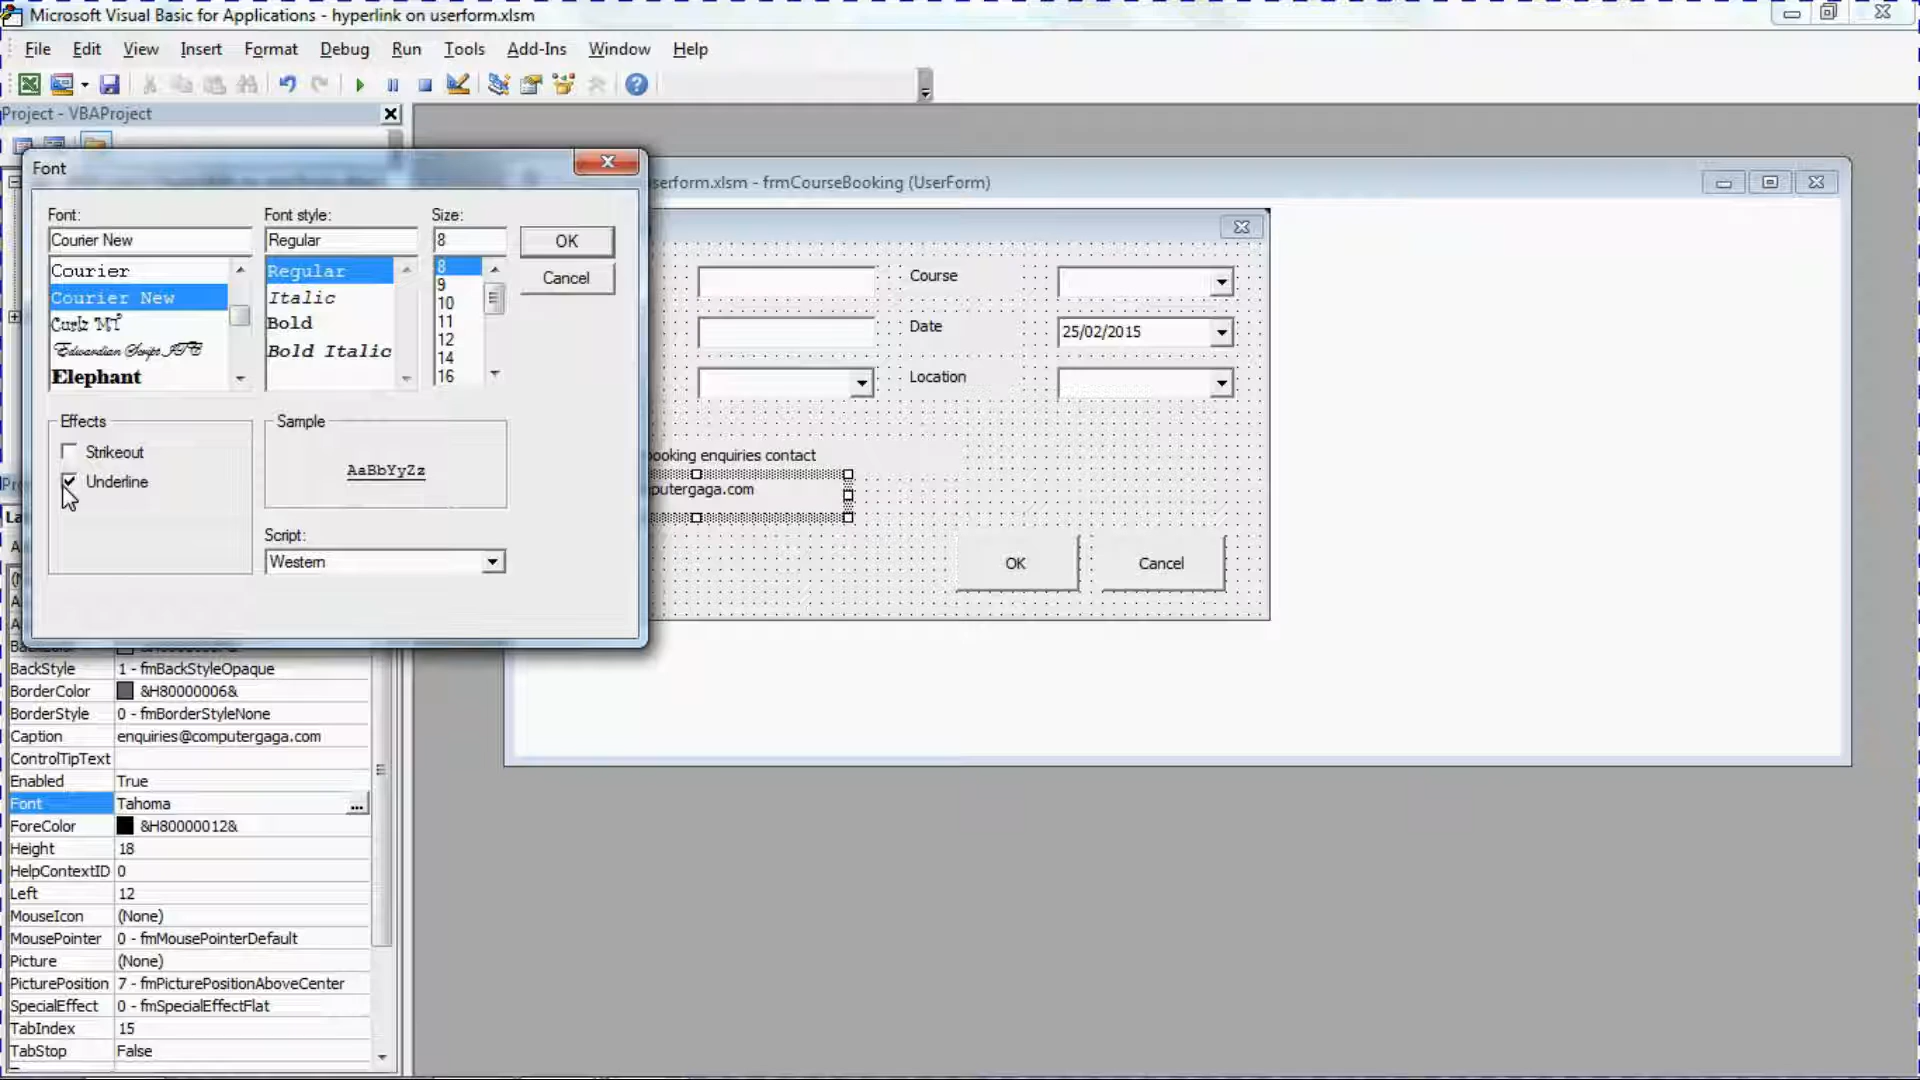 Microsoft Visual Basic for Applications - hyperlink on userform.xlsm
File Edit View Insert Format Debug Run Tools Add-Ins Window Help
Project - VBAProject
Font
Font:
Courier New
Courier
Courier New
Curlz MT
Edwardian Script ITC
Elephant
Font style:
Regular
Regular
Italic
Bold
Bold Italic
Size:
8
8
9
10
11
12
14
16
OK
Cancel
Effects
Strikeout
Underline
Sample
AaBbYyZz
Script:
Western
serform.xlsm - frmCourseBooking (UserForm)
Course
Date
25/02/2015
Location
ooking enquiries contact
putergaga.com
OK
Cancel
BackStyle 1 - fmBackStyleOpaque
BorderColor &H80000006&
BorderStyle 0 - fmBorderStyleNone
Caption enquiries@computergaga.com
ControlTipText
Enabled True
Font Tahoma ...
ForeColor &H80000012&
Height 18
HelpContextID 0
Left 12
MouseIcon (None)
MousePointer 0 - fmMousePointerDefault
Picture (None)
PicturePosition 7 - fmPicturePositionAboveCenter
SpecialEffect 0 - fmSpecialEffectFlat
TabIndex 15
TabStop False